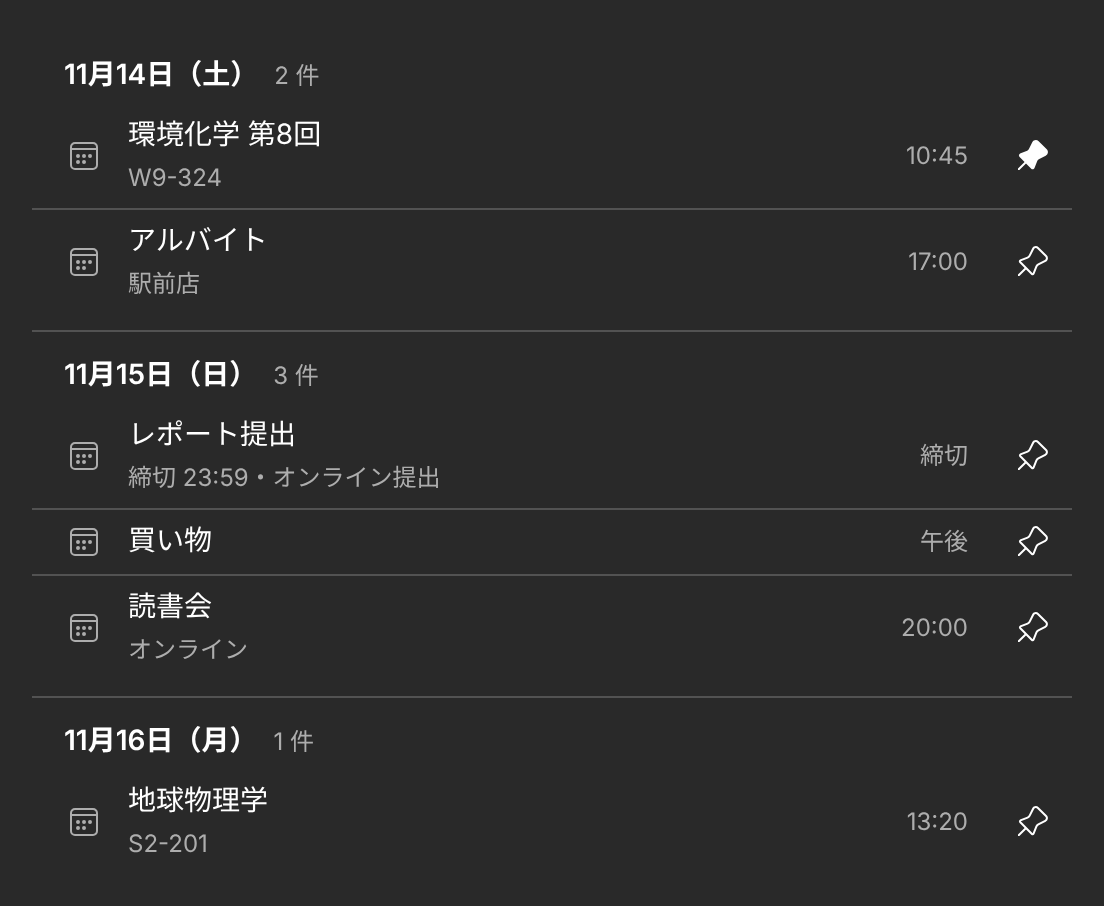 11月14日（土） 2 件
環境化学 第8回
W9-324
10:45
アルバイト
駅前店
17:00
11月15日（日） 3 件
レポート提出
締切 23:59・オンライン提出
締切
買い物
午後
読書会
オンライン
20:00
11月16日（月） 1 件
地球物理学
S2-201
13:20